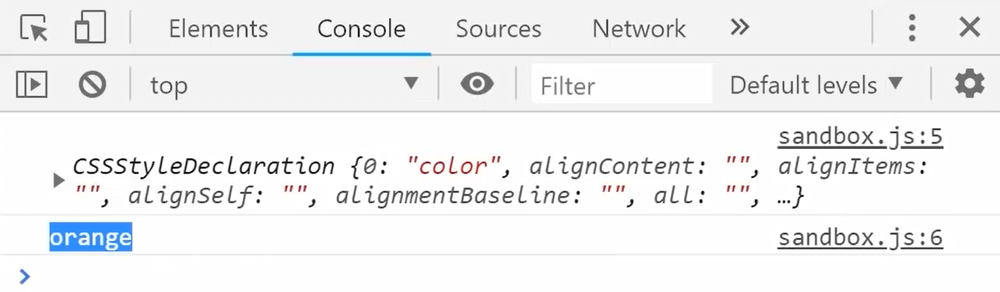 Elements Console Sources Network
top Filter Default levels
sandbox.js:5
CSSStyleDeclaration {0: "color", alignContent: "", alignItems:
"", alignSelf: "", alignmentBaseline: "", all: "", …}
orange sandbox.js:6